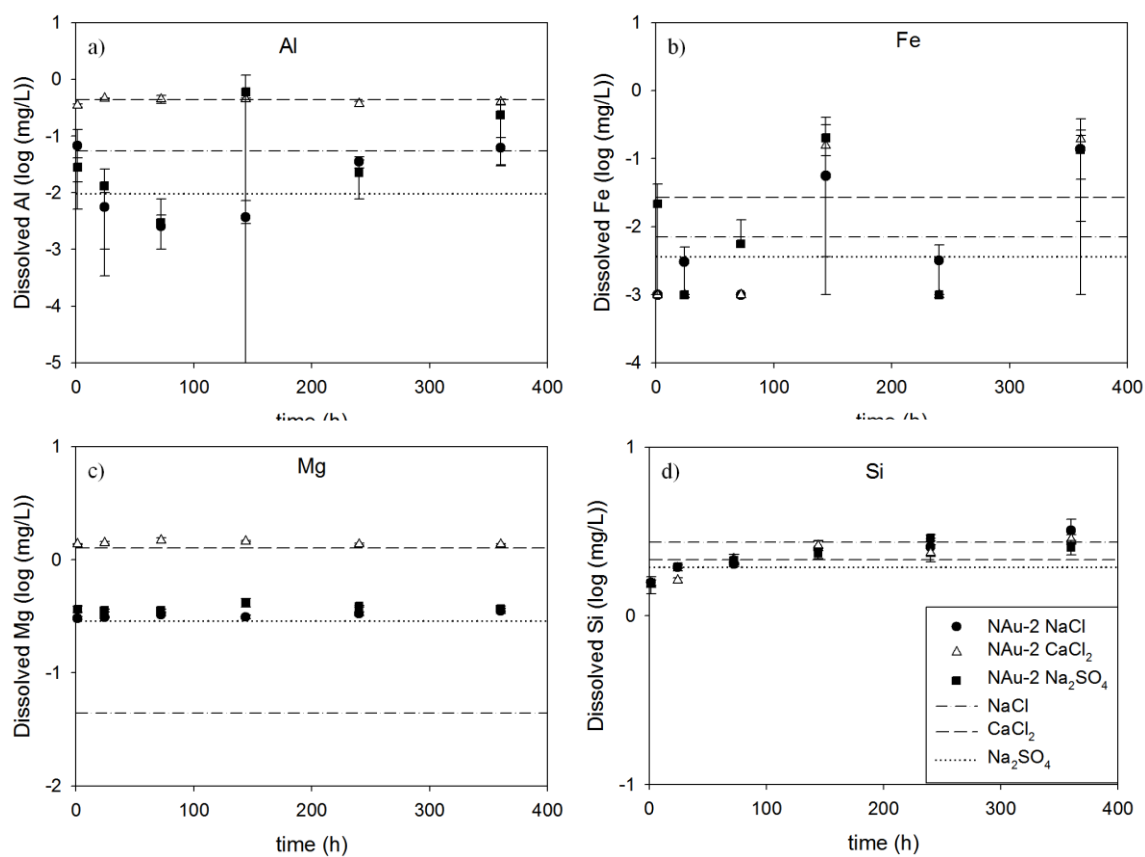 a)
Al
Dissolved Al (log (mg/L))
1
0
-1
-2
-3
-4
-5
0
100
200
300
400
time (h)
b)
Fe
Dissolved Fe (log (mg/L))
1
0
-1
-2
-3
-4
0
100
200
300
400
time (h)
c)
Mg
Dissolved Mg (log (mg/L))
1
0
-1
-2
0
100
200
300
400
time (h)
d)
Si
Dissolved Si (log (mg/L))
1
0
-1
0
100
200
300
400
time (h)
NAu-2 NaCl
NAu-2 CaCl₂
NAu-2 Na₂SO₄
NaCl
CaCl₂
Na₂SO₄